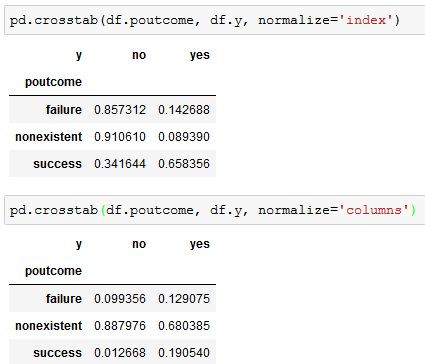 pd.crosstab(df.poutcome, df.y, normalize='index')
y no yes
poutcome
failure 0.857312 0.142688
nonexistent 0.910610 0.089390
success 0.341644 0.658356
pd.crosstab(df.poutcome, df.y, normalize='columns')
y no yes
poutcome
failure 0.099356 0.129075
nonexistent 0.887976 0.680385
success 0.012668 0.190540